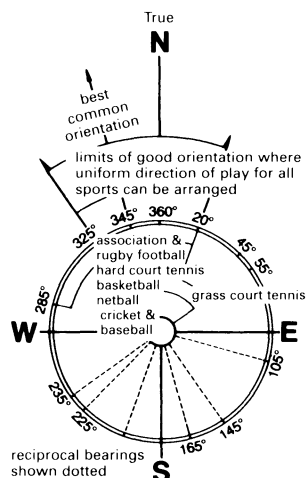 True
N
best
common
orientation
limits of good orientation where
uniform direction of play for all
sports can be arranged
325°
345°
360°
20°
45°
55°
association &
rugby football
hard court tennis
basketball
netball
cricket &
baseball
grass court tennis
285°
W
E
105°
235°
225°
145°
165°
reciprocal bearings
shown dotted
S